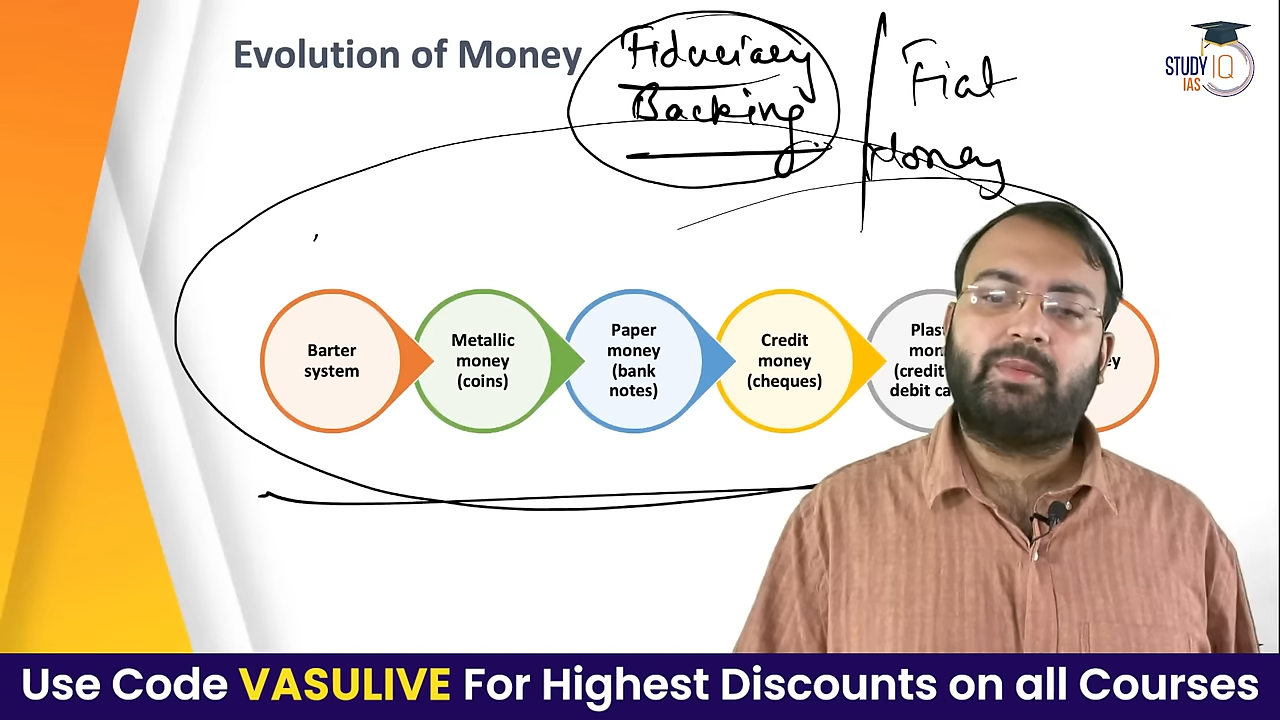 Evolution of Money
Fiduciary
Backing
Fiat
Money
STUDY IQ
IAS
Barter
system
Metallic
money
(coins)
Paper
money
(bank
notes)
Credit
money
(cheques)
Use Code VASULIVE For Highest Discounts on all Courses